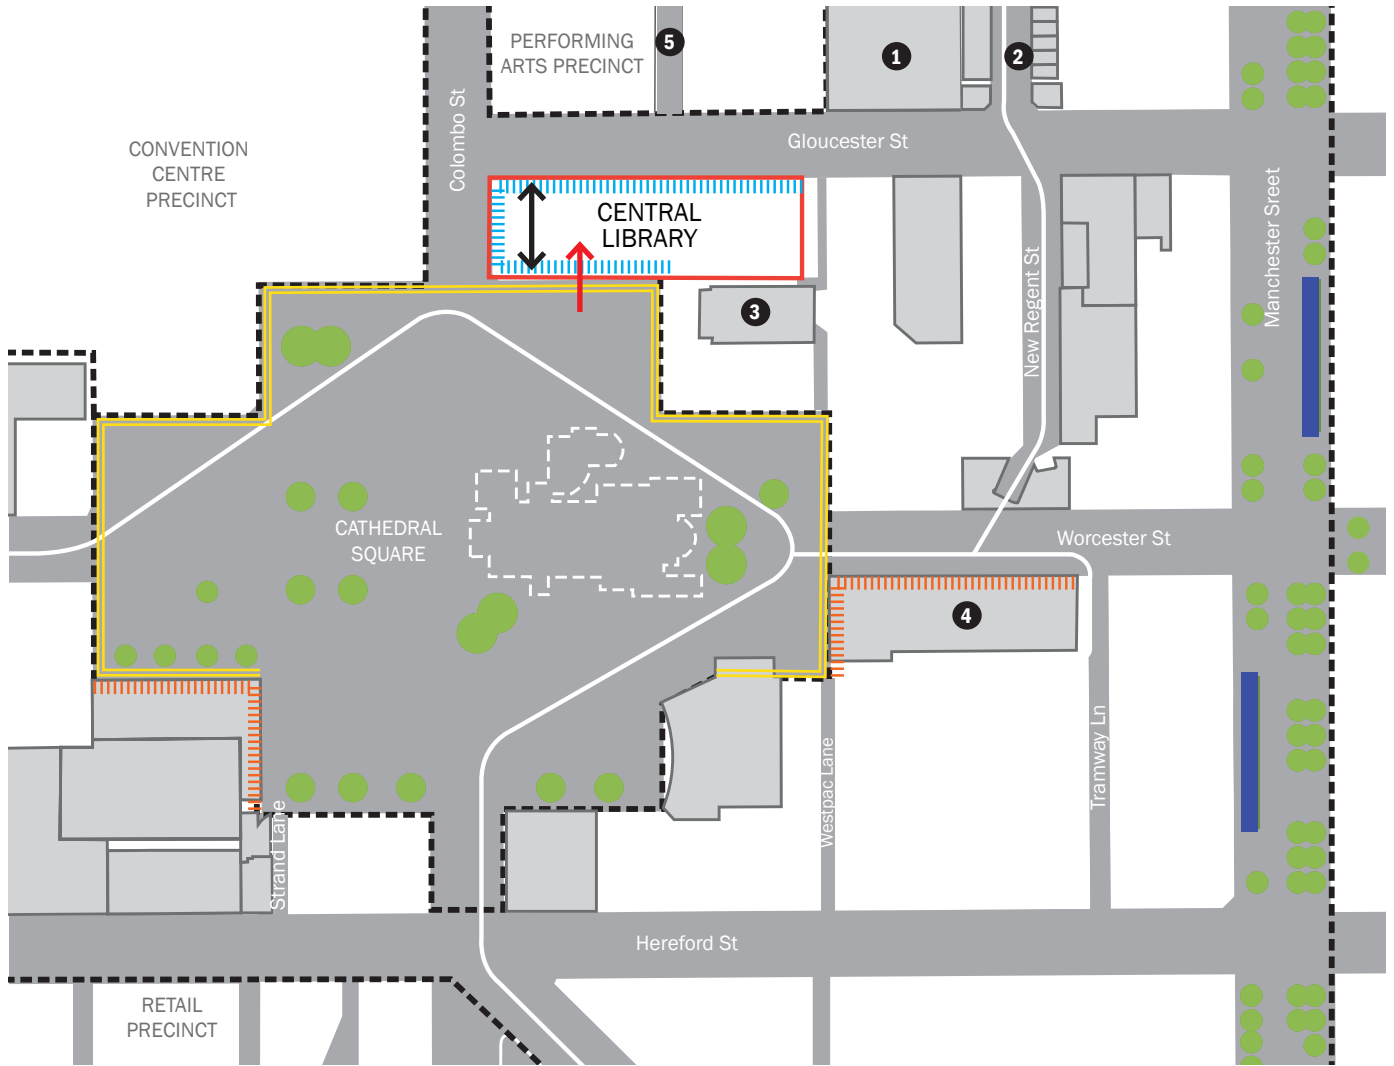 PERFORMING
ARTS PRECINCT
5
1
2
Colombo St
Gloucester St
CONVENTION
CENTRE
PRECINCT
CENTRAL
LIBRARY
Manchester Sreet
New Regent St
3
CATHEDRAL
SQUARE
Worcester St
4
Westpac Lane
Tramway Ln
Strand Lane
Hereford St
RETAIL
PRECINCT